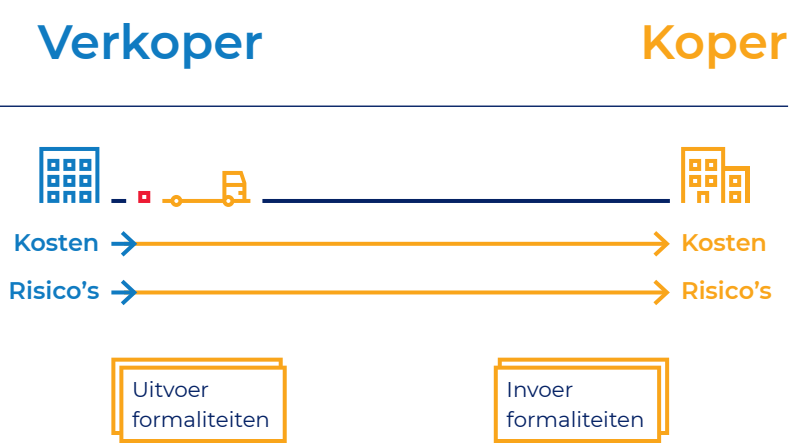 Verkoper
Koper
Kosten
Kosten
Risico's
Risico's
Uitvoer
formaliteiten
Invoer
formaliteiten